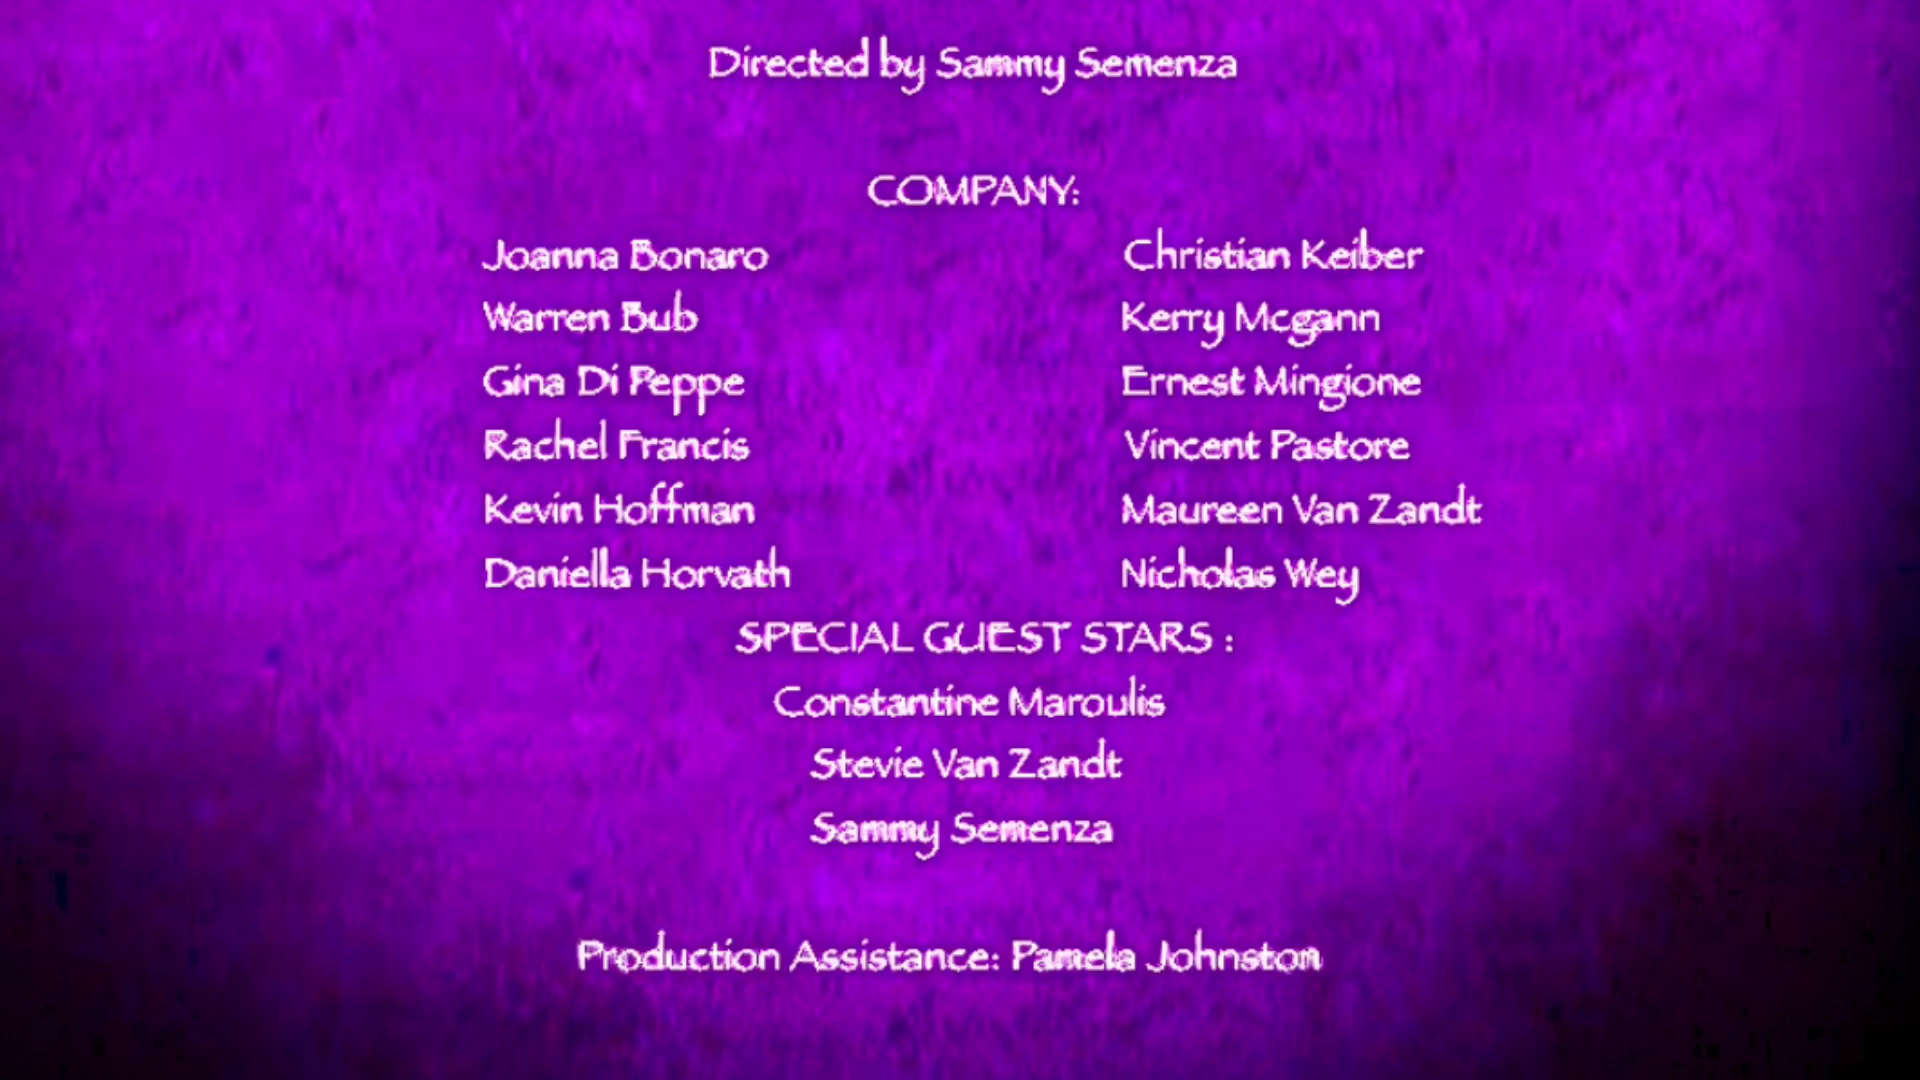 Directed by Sammy Semenza
COMPANY:
Joanna Bonaro
Christian Keiber
Warren Bub
Kerry Mcgann
Gina Di Peppe
Ernest Mingione
Rachel Francis
Vincent Pastore
Kevin Hoffman
Maureen Van Zandt
Daniella Horvath
Nicholas Wey
SPECIAL GUEST STARS :
Constantine Maroulis
Stevie Van Zandt
Sammy Semenza
Production Assistance: Pamela Johnston